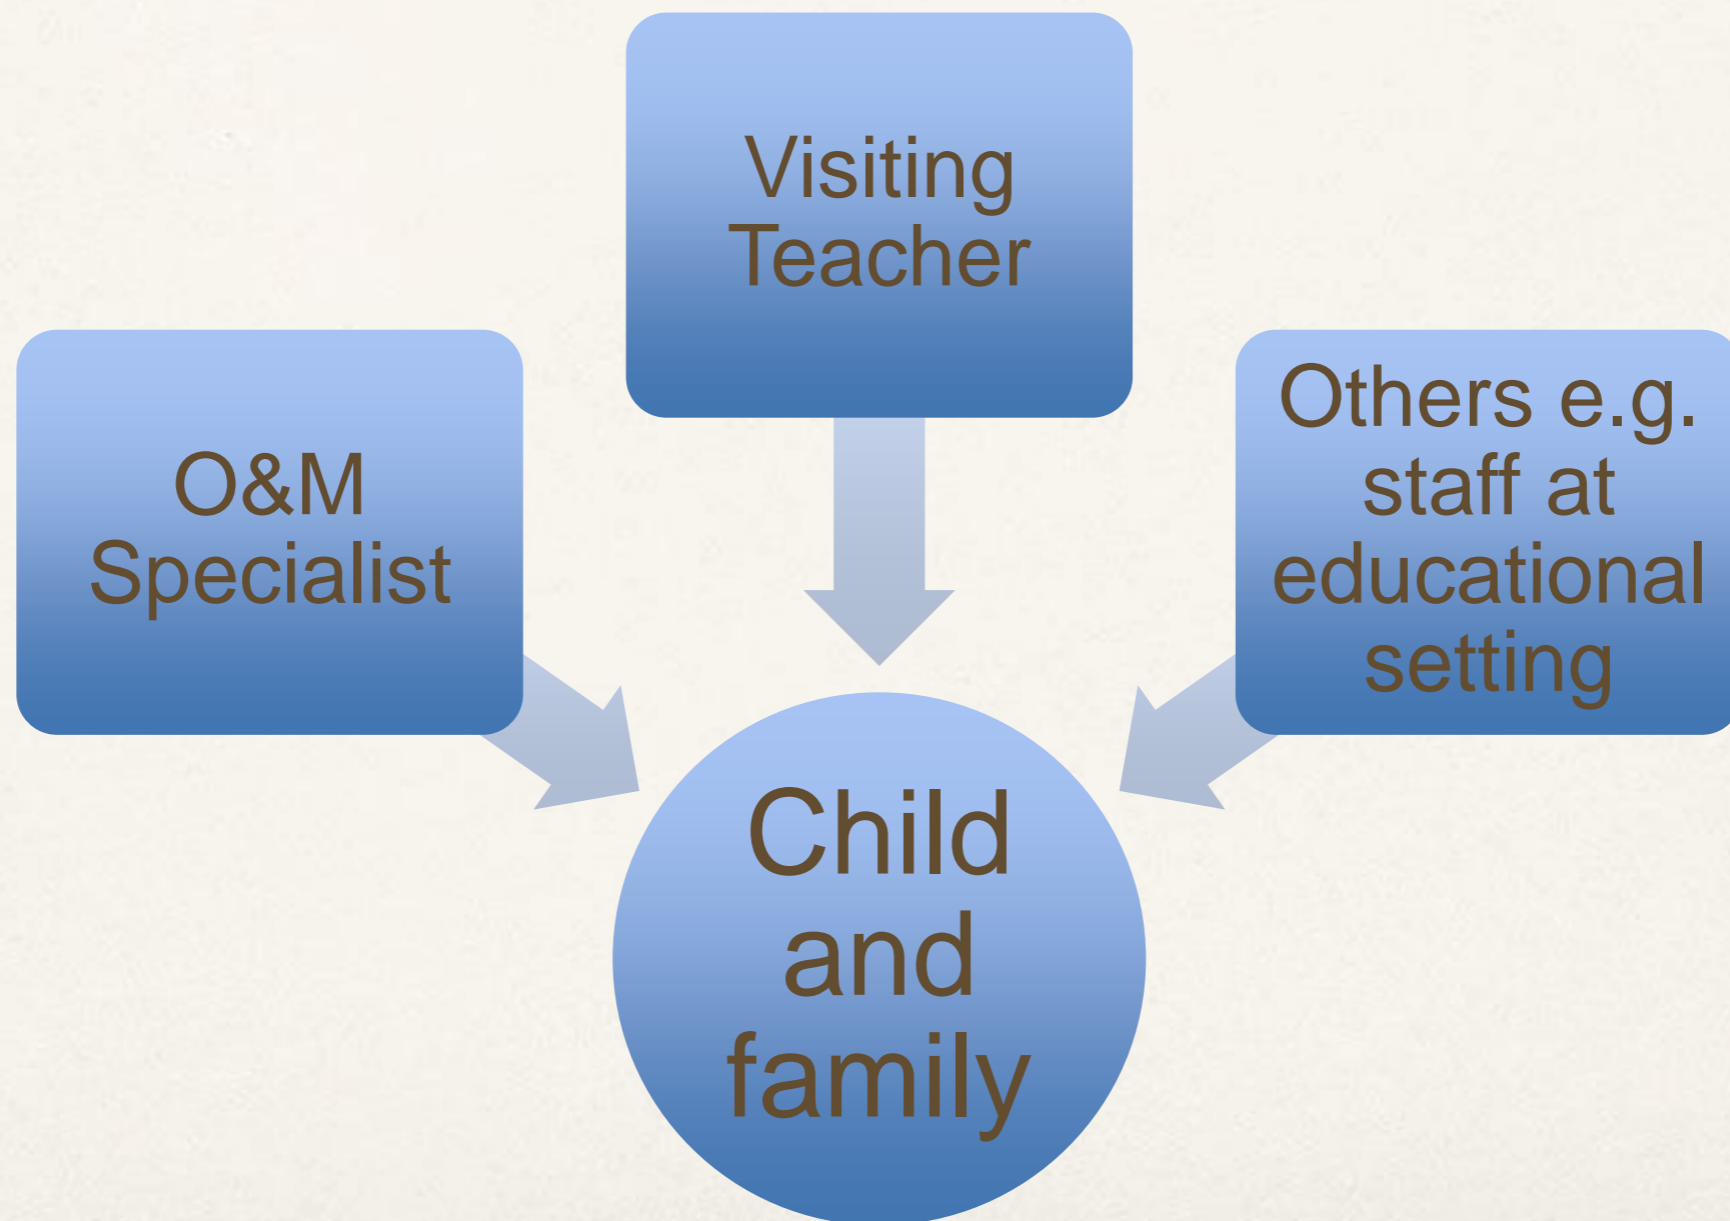 Visiting
Teacher
O&M
Specialist
Others e.g.
staff at
educational
setting
Child
and
family